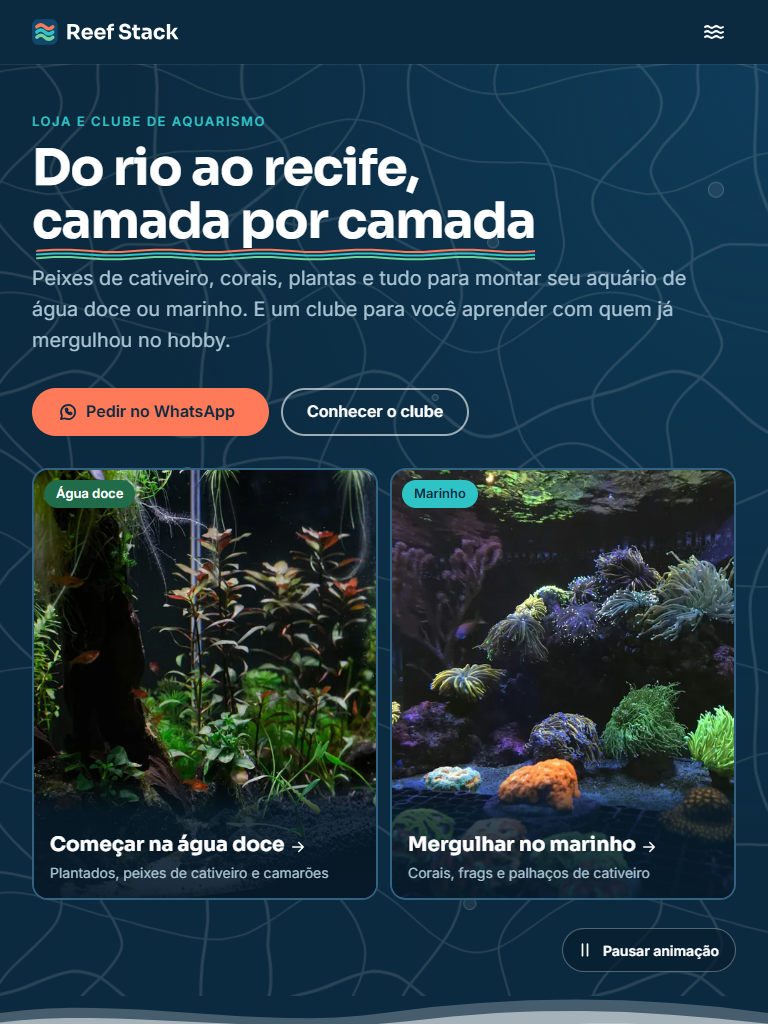 Reef Stack
LOJA E CLUBE DE AQUARISMO
Do rio ao recife,
camada por camada
Peixes de cativeiro, corais, plantas e tudo para montar seu aquário de
água doce ou marinho. E um clube para você aprender com quem já
mergulhou no hobby.
Pedir no WhatsApp
Conhecer o clube
Água doce
Marinho
Começar na água doce →
Plantados, peixes de cativeiro e camarões
Mergulhar no marinho →
Corais, frags e palhaços de cativeiro
Pausar animação